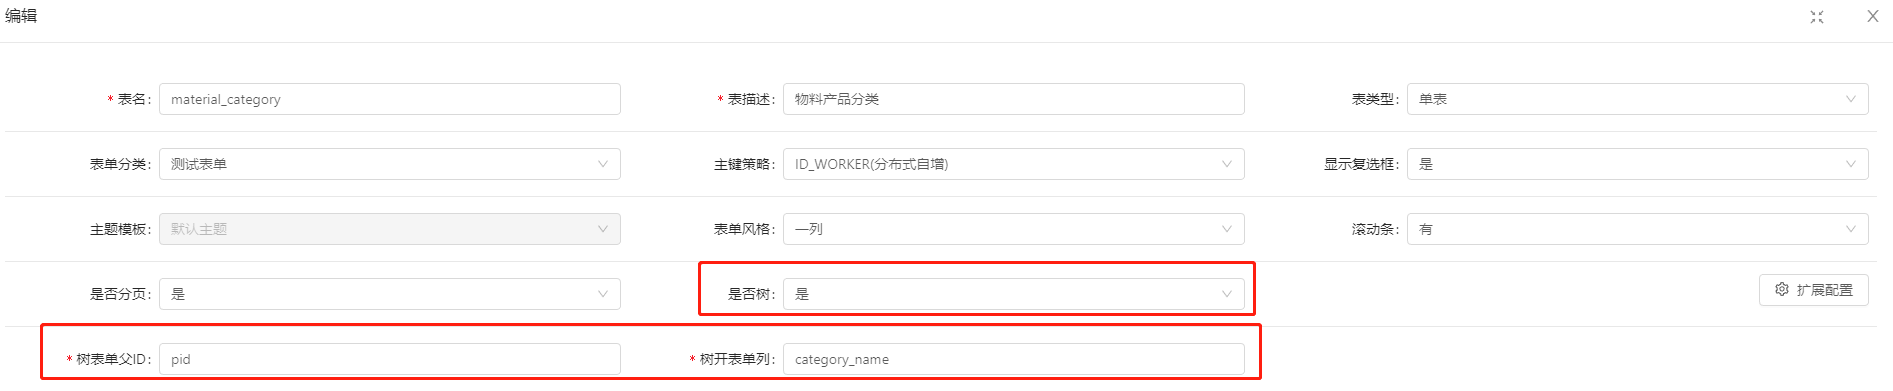 编辑
* 表名: material_category * 表描述: 物料产品分类 表类型: 单表
表单分类: 测试表单 主键策略: ID_WORKER(分布式自增) 显示复选框: 是
主题模板: 默认主题 表单风格: 一列 滚动条: 有
是否分页: 是 是否树: 是 扩展配置
* 树表单父ID: pid * 树开表单列: category_name